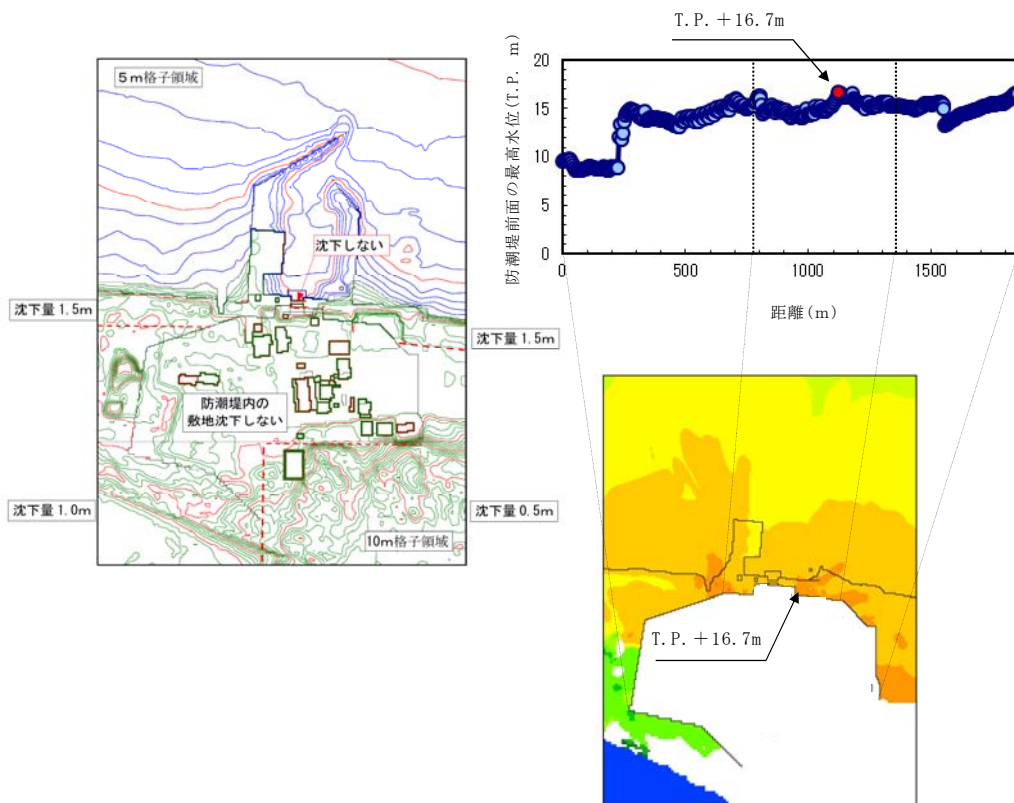 T.P.+16.7m
5m格子領域
沈下しない
沈下量1.5m
沈下量1.5m
防潮堤内の
敷地沈下しない
沈下量1.0m
沈下量0.5m
10m格子領域
防潮堤前面の最高水位(T.P. m)
20
15
10
5
0
0
500
1000
1500
距離(m)
T.P.+16.7m